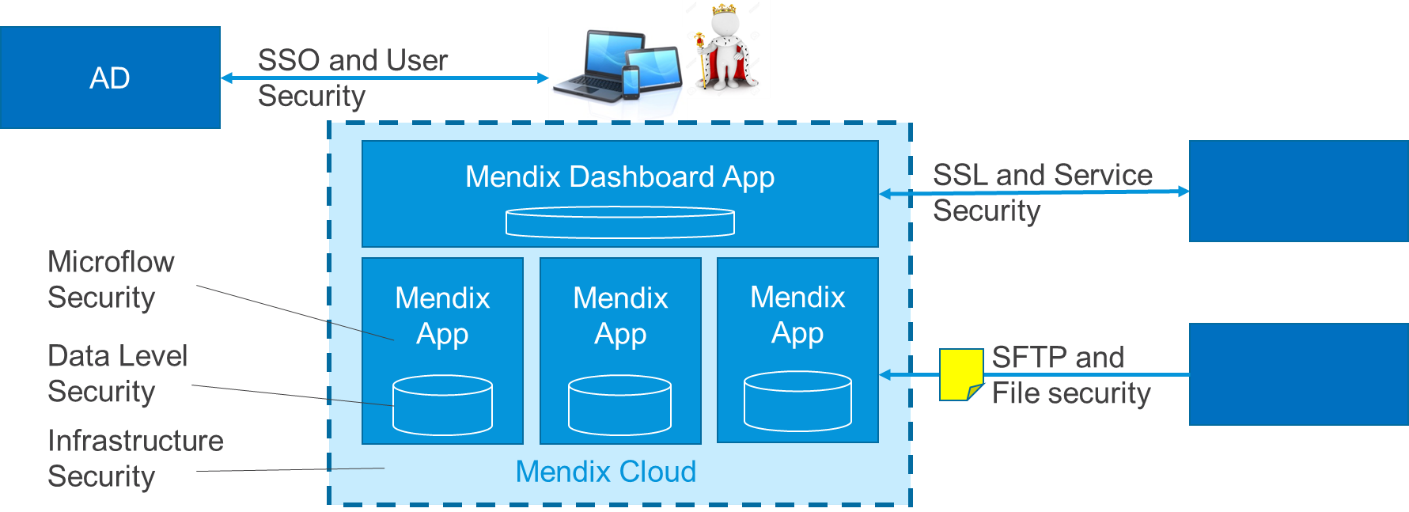 AD
SSO and User
Security
Mendix Dashboard App
SSL and Service
Security
Microflow
Security
Mendix
App
Mendix
App
Mendix
App
Data Level
Security
SFTP and
File security
Infrastructure
Security
Mendix Cloud